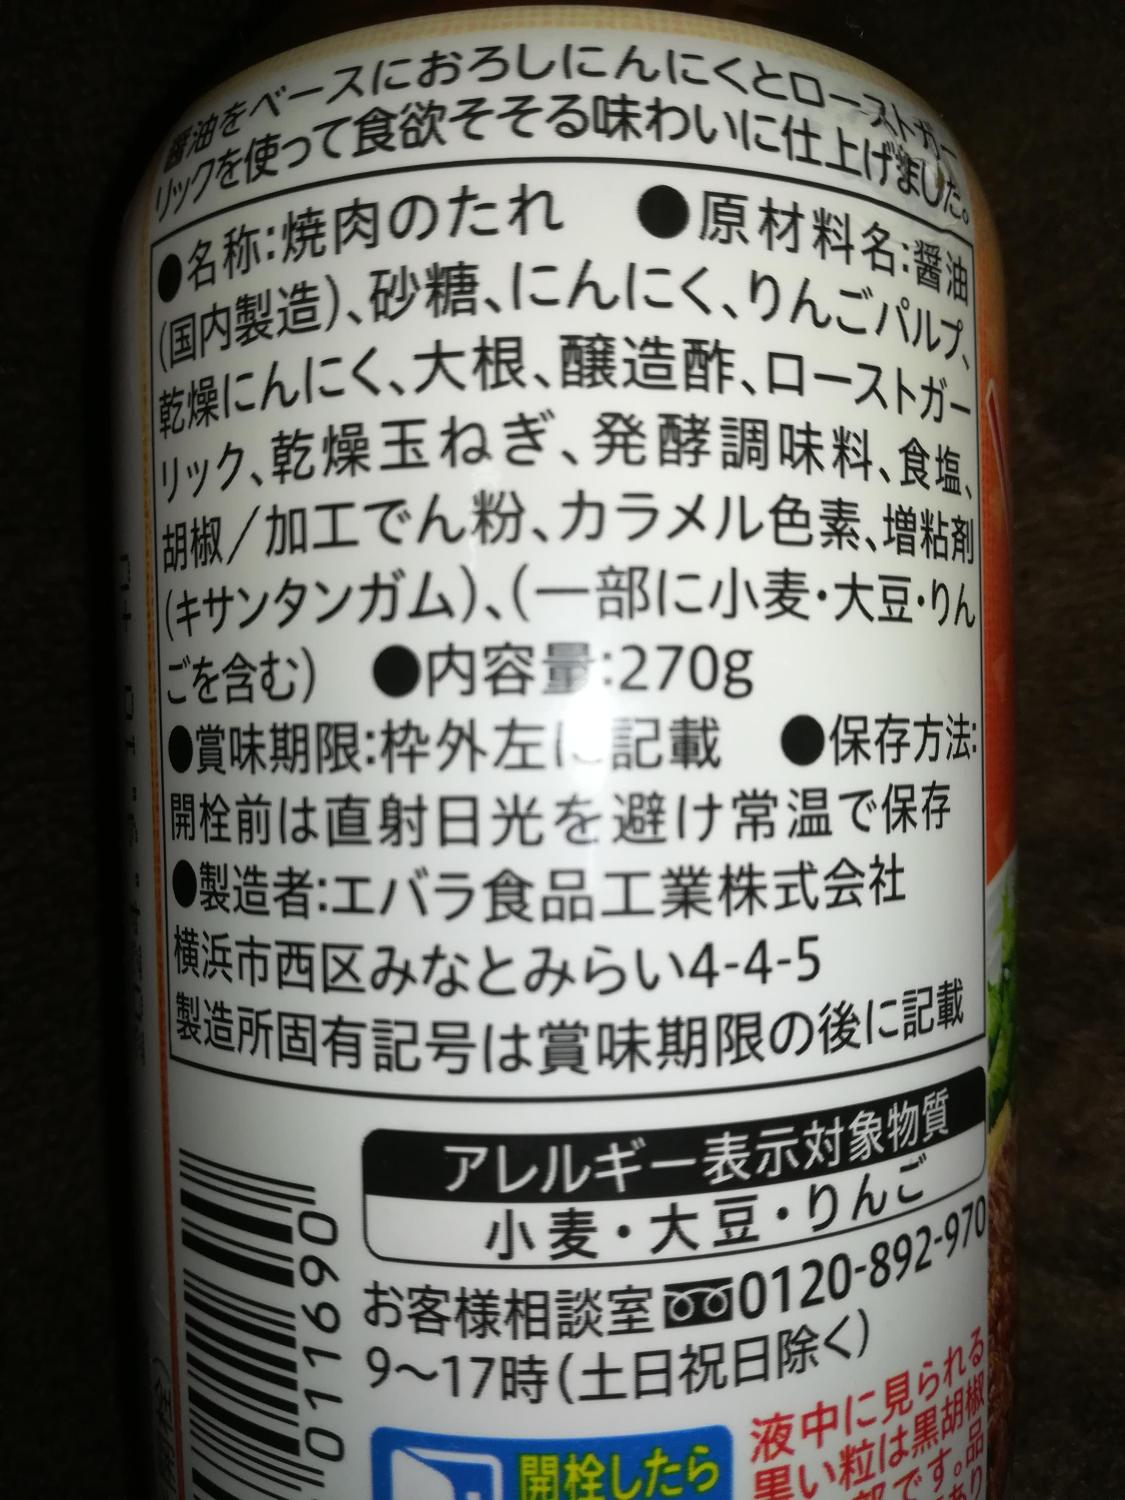 醤油をベースにおろしにんにくとローストガー
リックを使って食欲そそる味わいに仕上げました。
●名称:焼肉のたれ ●原材料名:醤油
(国内製造)、砂糖、にんにく、りんごパルプ、
乾燥にんにく、大根、醸造酢、ローストガー
リック、乾燥玉ねぎ、発酵調味料、食塩、
胡椒/加工でん粉、カラメル色素、増粘剤
(キサンタンガム)、(一部に小麦・大豆・りん
ごを含む) ●内容量:270g
●賞味期限:枠外左に記載 ●保存方法:
開栓前は直射日光を避け常温で保存
●製造者:エバラ食品工業株式会社
横浜市西区みなとみらい4-4-5
製造所固有記号は賞味期限の後に記載
アレルギー表示対象物質
小麦・大豆・りんご
お客様相談室 0120-892-970
9〜17時(土日祝日除く)
011690
液中に見られる
黒い粒は黒胡椒
開栓したら